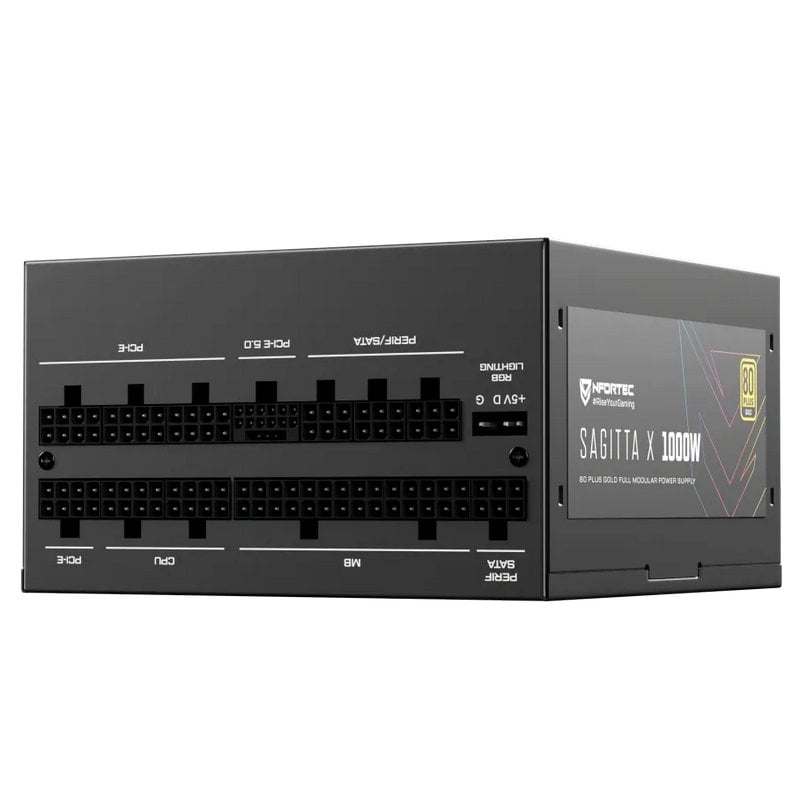 PCI-E
PCI-E 5.0
PERIF/SATA
RGB
LIGHTING
+5V D G
PCI-E
CPU
MB
PERIF
SATA
NFORTEC
#RiseYourGaming
SAGITTA X 1000W
80 PLUS GOLD FULL MODULAR POWER SUPPLY
80
PLUS
GOLD